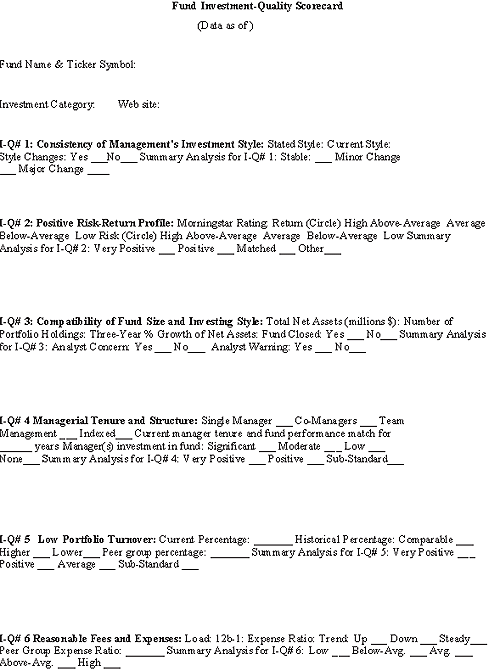 Fund Investment-Quality Scorecard
(Data as of )
Fund Name & Ticker Symbol:
Investment Category: Web site:
I-Q# 1: Consistency of Management's Investment Style: Stated Style: Current Style:
Style Changes: Yes ___No___ Summary Analysis for I-Q# 1: Stable: ___ Minor Change
___ Major Change ____
I-Q# 2: Positive Risk-Return Profile: Morningstar Rating: Return (Circle) High Above-Average Average
Below-Average Low Risk (Circle) High Above-Average Average Below-Average Low Summary
Analysis for I-Q# 2: Very Positive ___ Positive ___ Matched ___ Other___
I-Q# 3: Compatibility of Fund Size and Investing Style: Total Net Assets (millions $): Number of
Portfolio Holdings: Three-Year % Growth of Net Assets: Fund Closed: Yes ___ No___ Summary Analysis
for I-Q# 3: Analyst Concern: Yes ___ No___ Analyst Warning: Yes ___ No___
I-Q# 4 Managerial Tenure and Structure: Single Manager ___ Co-Managers ___ Team
Management ___ Indexed___ Current manager tenure and fund performance match for
______ years Manager(s) investment in fund: Significant ___ Moderate ___ Low ___
None___ Summary Analysis for I-Q# 4: Very Positive ___ Positive ___ Sub-Standard___
I-Q# 5 Low Portfolio Turnover: Current Percentage: _______ Historical Percentage: Comparable ___
Higher ___ Lower___ Peer group percentage: _______ Summary Analysis for I-Q# 5: Very Positive ___
Positive ___ Average ___ Sub-Standard ___
I-Q# 6 Reasonable Fees and Expenses: Load: 12b-1: Expense Ratio: Trend: Up ___ Down ___ Steady___
Peer Group Expense Ratio: _______ Summary Analysis for I-Q# 6: Low ___ Below-Avg. ___ Avg. ___
Above-Avg. ___ High ___